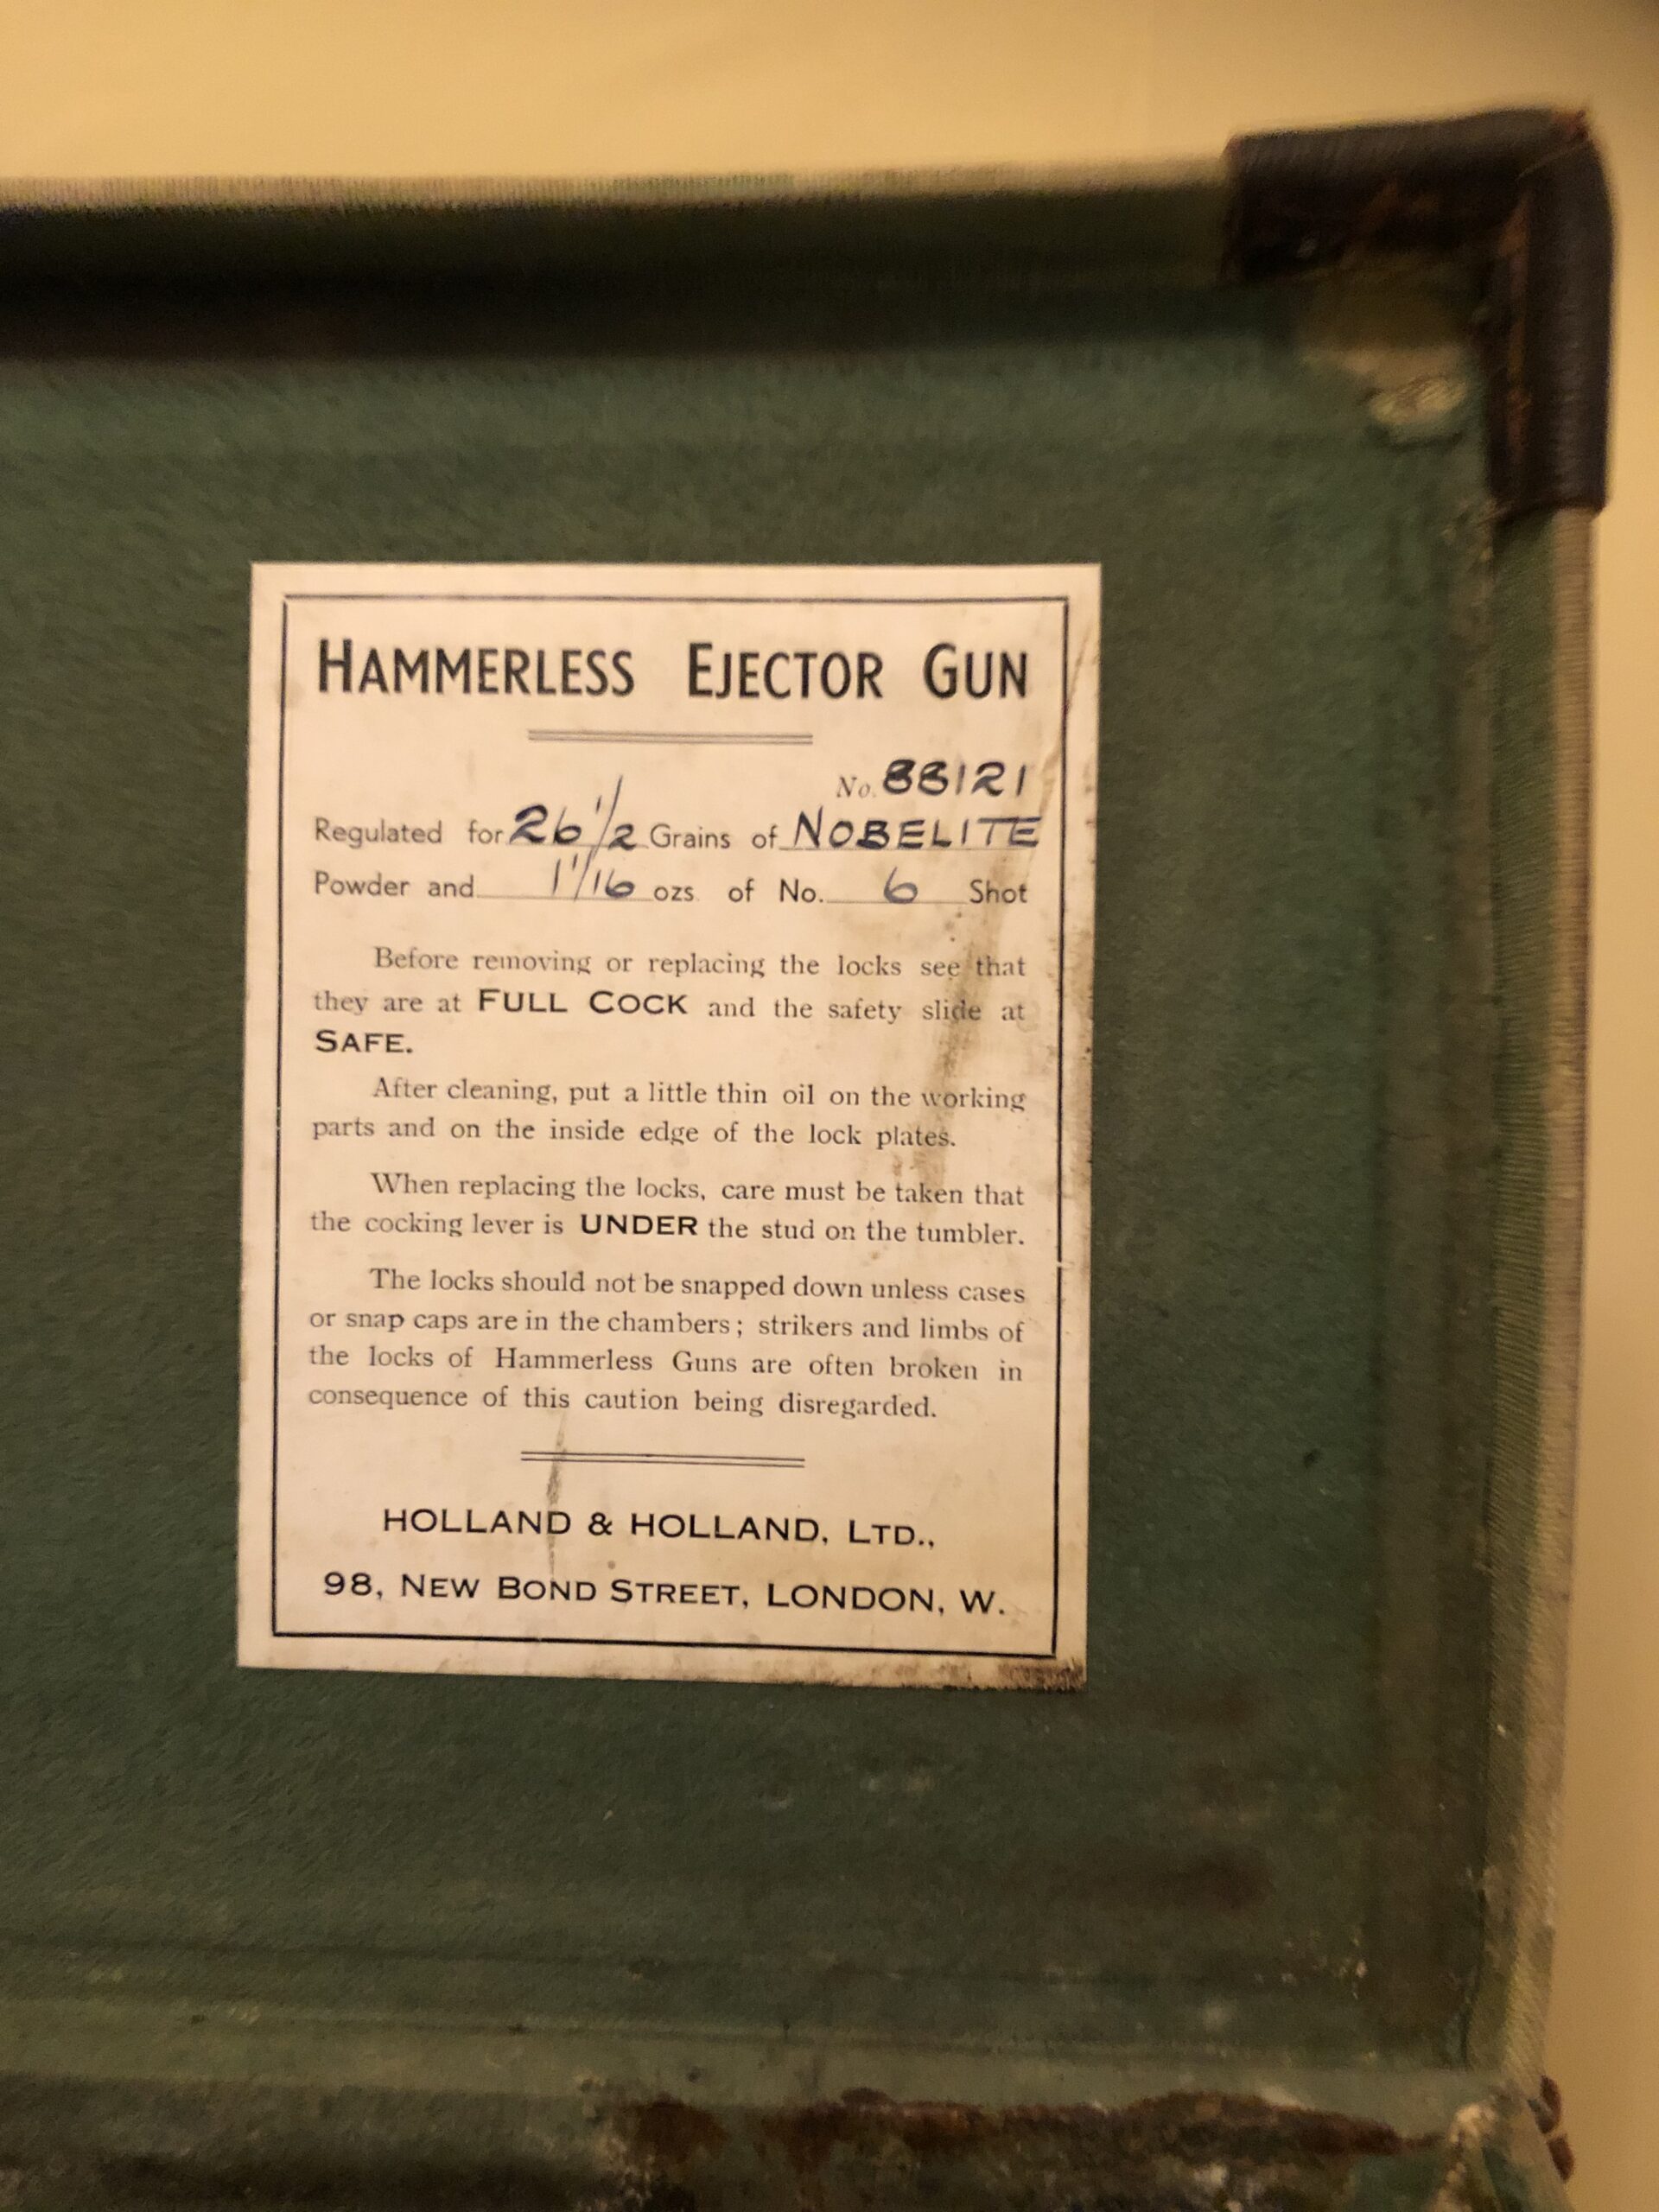 HAMMERLESS EJECTOR GUN
No. 33121
Regulated for 26 1/2 Grains of NOBELITE
Powder and 1 1/16 ozs. of No. 6 Shot
Before removing or replacing the locks see that
they are at FULL COCK and the safety slide at
SAFE.
After cleaning, put a little thin oil on the working
parts and on the inside edge of the lock plates.
When replacing the locks, care must be taken that
the cocking lever is UNDER the stud on the tumbler.
The locks should not be snapped down unless cases
or snap caps are in the chambers; strikers and limbs of
the locks of Hammerless Guns are often broken in
consequence of this caution being disregarded.
HOLLAND & HOLLAND, LTD.,
98, NEW BOND STREET, LONDON, W.